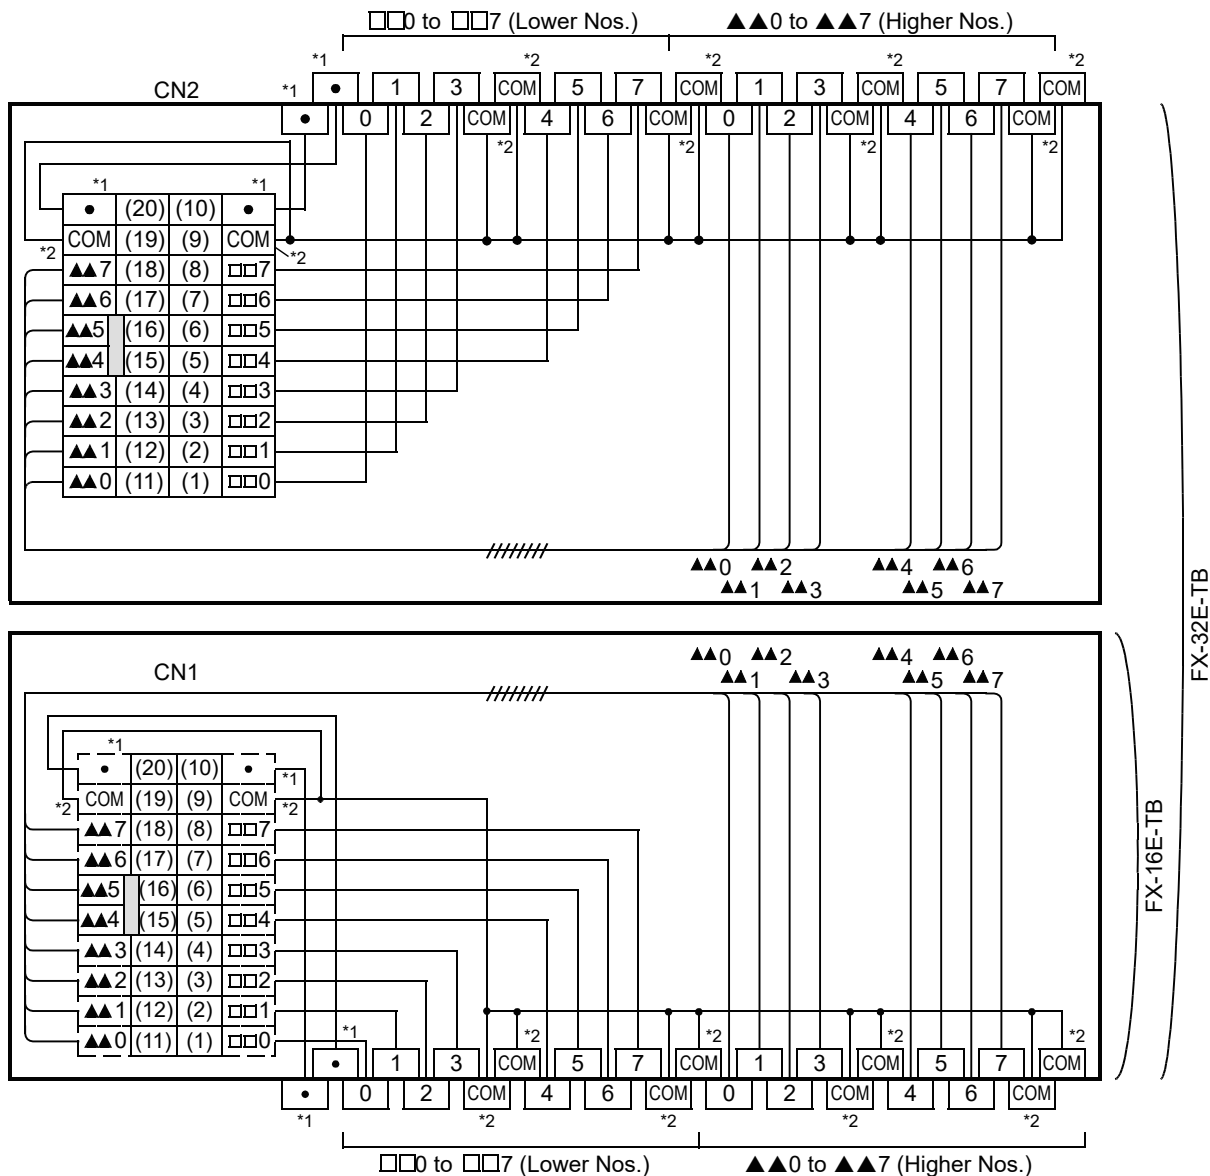 □□0 to □□7 (Lower Nos.) ▲▲0 to ▲▲7 (Higher Nos.)
*1 *2 *2 *2 *2
CN2 *1 • 1 3 COM 5 7 COM 1 3 COM 5 7 COM
• 0 2 COM 4 6 COM 0 2 COM 4 6 COM
*2 *2 *2 *2
*1 *1
• (20) (10) •
COM (19) (9) COM
*2 *2
▲▲7 (18) (8) □□7
▲▲6 (17) (7) □□6
▲▲5 (16) (6) □□5
▲▲4 (15) (5) □□4
▲▲3 (14) (4) □□3
▲▲2 (13) (3) □□2
▲▲1 (12) (2) □□1
▲▲0 (11) (1) □□0
▲▲0 ▲▲2 ▲▲4 ▲▲6
▲▲1 ▲▲3 ▲▲5 ▲▲7
FX-32E-TB
CN1
▲▲0 ▲▲2 ▲▲4 ▲▲6
▲▲1 ▲▲3 ▲▲5 ▲▲7
*1
• (20) (10) • *1
*2 COM (19) (9) COM *2
▲▲7 (18) (8) □□7
▲▲6 (17) (7) □□6
▲▲5 (16) (6) □□5
▲▲4 (15) (5) □□4
▲▲3 (14) (4) □□3
▲▲2 (13) (3) □□2
▲▲1 (12) (2) □□1
▲▲0 (11) (1) □□0
FX-16E-TB
*1 *2 *2 *2 *2
• 1 3 COM 5 7 COM 1 3 COM 5 7 COM
• 0 2 COM 4 6 COM 0 2 COM 4 6 COM
*1 *2 *2 *2 *2
□□0 to □□7 (Lower Nos.) ▲▲0 to ▲▲7 (Higher Nos.)